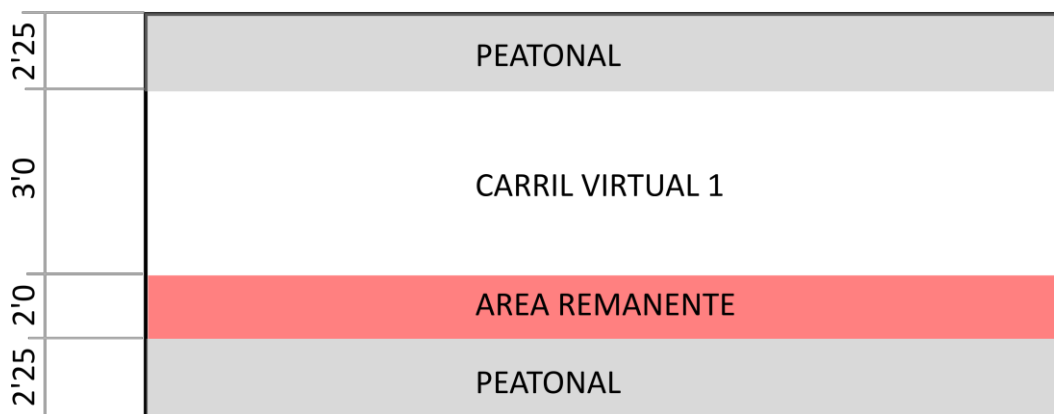 2'25
PEATONAL
3'0
CARRIL VIRTUAL 1
2'0
AREA REMANENTE
2'25
PEATONAL